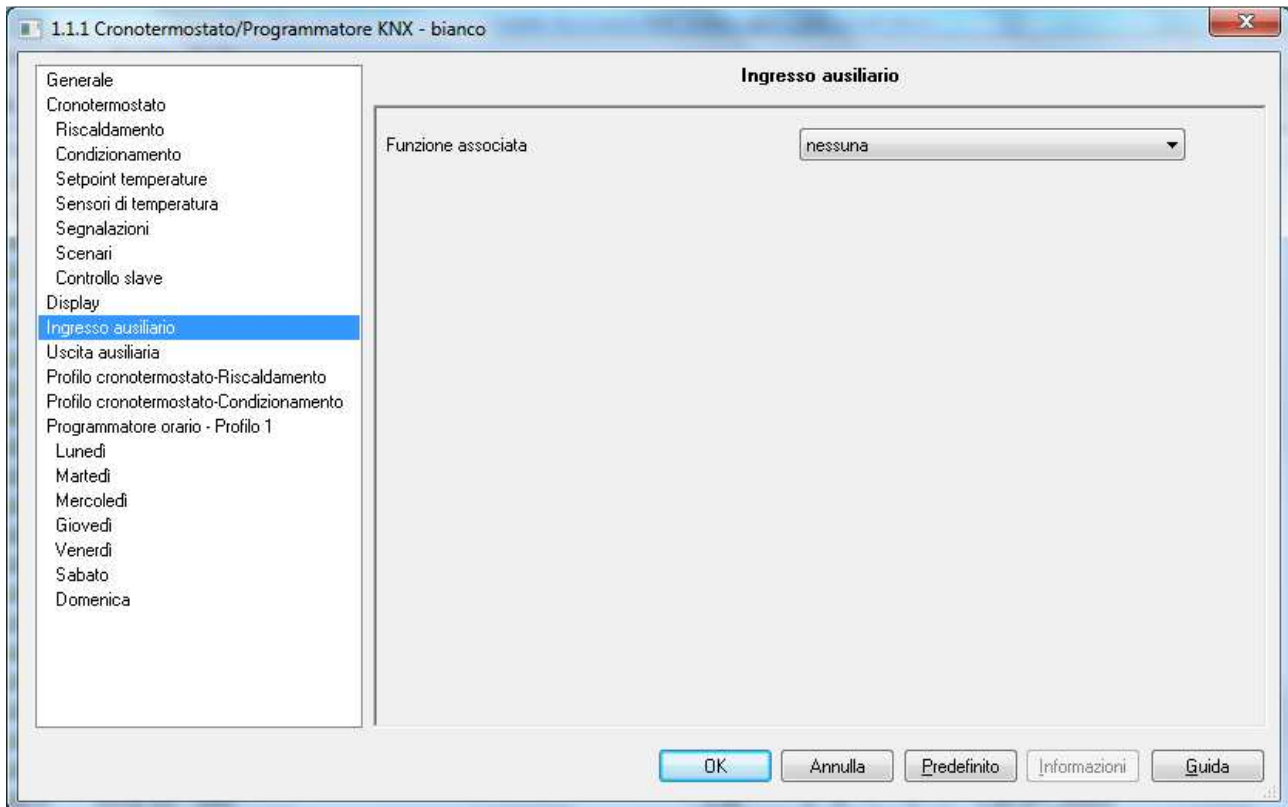 1.1.1 Cronotermostato/Programmatore KNX - bianco
Generale
Cronotermostato
Riscaldamento
Condizionamento
Setpoint temperature
Sensori di temperatura
Segnalazioni
Scenari
Controllo slave
Display
Ingresso ausiliario
Uscita ausiliaria
Profilo cronotermostato-Riscaldamento
Profilo cronotermostato-Condizionamento
Programmatore orario - Profilo 1
Lunedì
Martedì
Mercoledì
Giovedì
Venerdì
Sabato
Domenica
Ingresso ausiliario
Funzione associata
nessuna
OK
Annulla
Predefinito
Informazioni
Guida